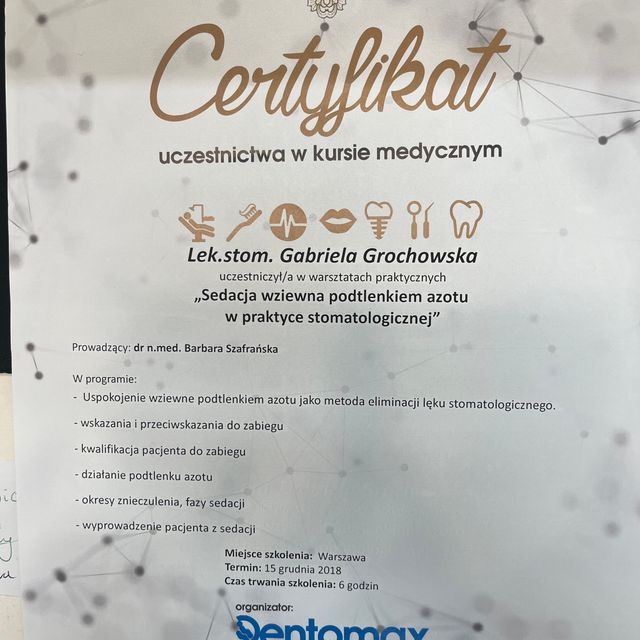 Certyfikat
uczestnictwa w kursie medycznym
Lek.stom. Gabriela Grochowska
uczestniczył/a w warsztatach praktycznych
„Sedacja wziewna podtlenkiem azotu
w praktyce stomatologicznej”
Prowadzący: dr n.med. Barbara Szafrańska
W programie:
- Uspokojenie wziewne podtlenkiem azotu jako metoda eliminacji lęku stomatologicznego.
- wskazania i przeciwskazania do zabiegu
- kwalifikacja pacjenta do zabiegu
- działanie podtlenku azotu
- okresy znieczulenia, fazy sedacji
- wyprowadzenie pacjenta z sedacji
Miejsce szkolenia: Warszawa
Termin: 15 grudnia 2018
Czas trwania szkolenia: 6 godzin
organizator:
Dentomax